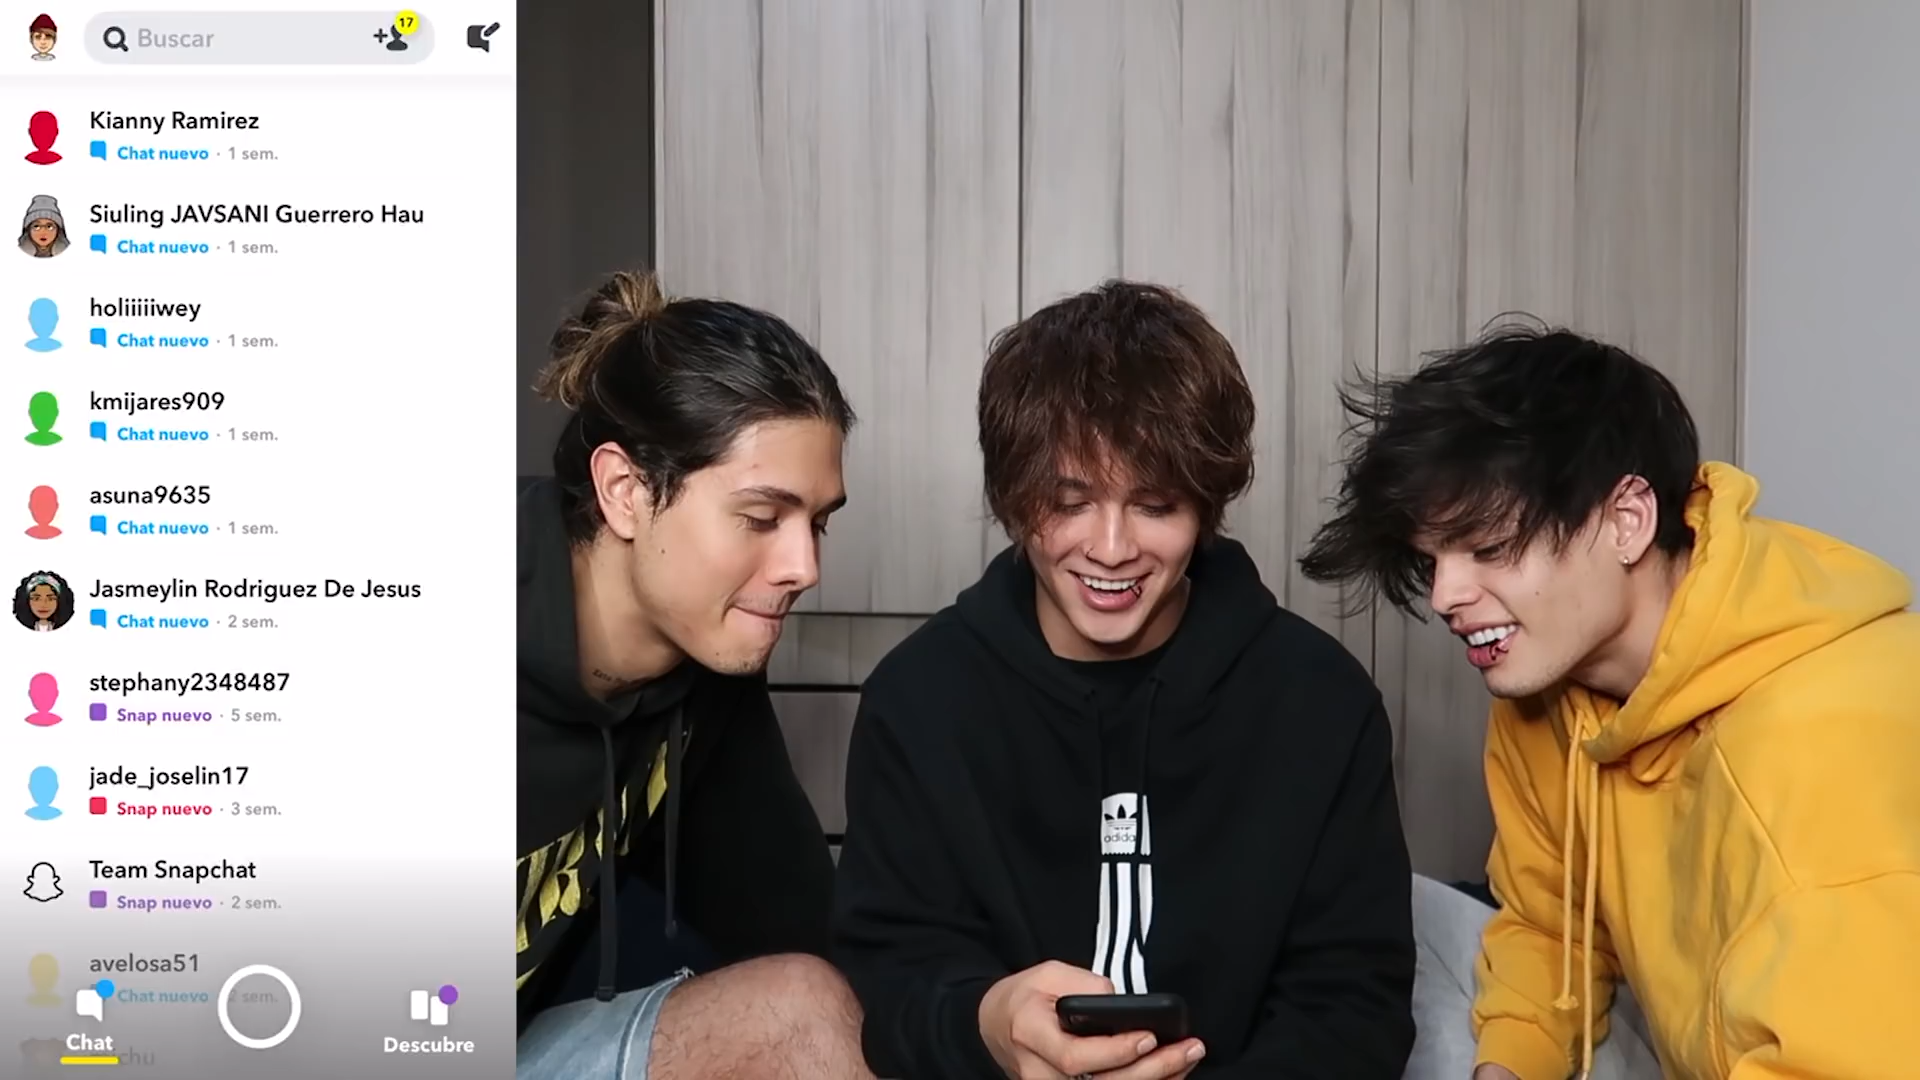 17
Buscar
Kianny Ramirez
Chat nuevo · 1 sem.
Siuling JAVSANI Guerrero Hau
Chat nuevo · 1 sem.
holiiiiiwey
Chat nuevo · 1 sem.
kmijares909
Chat nuevo · 1 sem.
asuna9635
Chat nuevo · 1 sem.
Jasmeylin Rodriguez De Jesus
Chat nuevo · 2 sem.
stephany2348487
Snap nuevo · 5 sem.
jade_joselin17
Snap nuevo · 3 sem.
Team Snapchat
Snap nuevo · 2 sem.
avelosa51
Chat nuevo · 2 sem.
Chat
Descubre
adidas